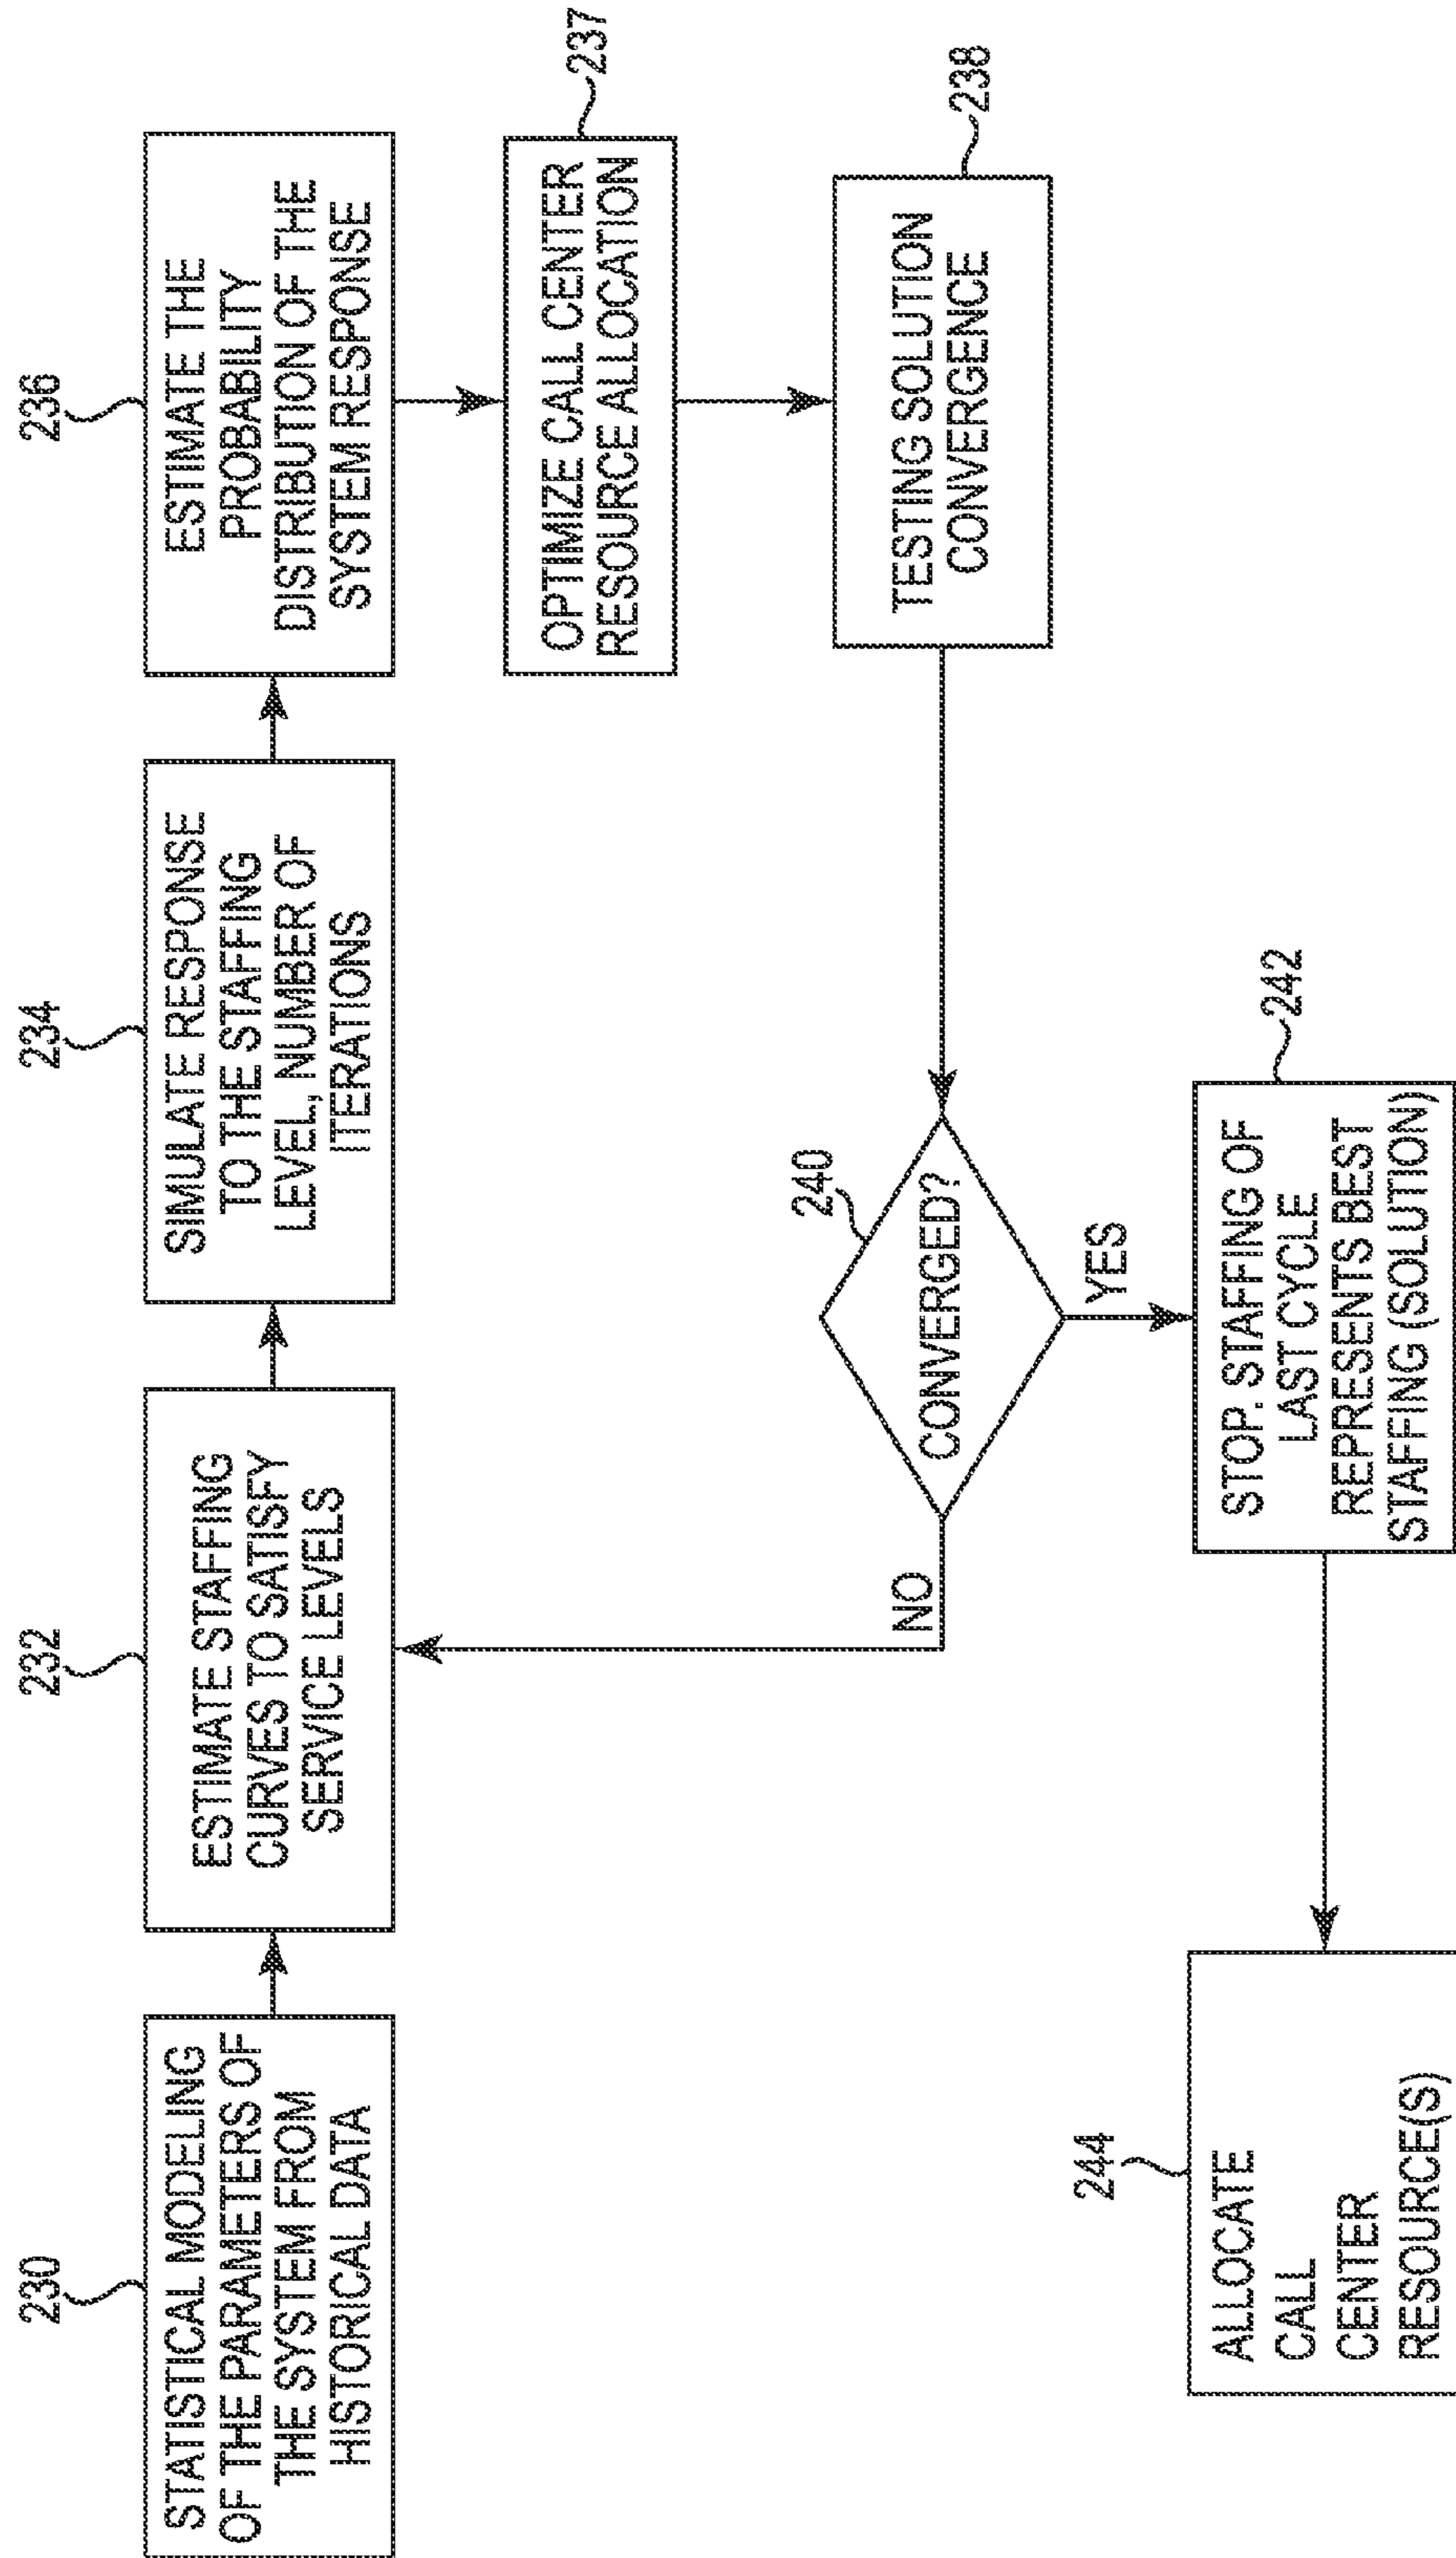 230
STATISTICAL MODELING
OF THE PARAMETERS OF
THE SYSTEM FROM
HISTORICAL DATA
232
ESTIMATE STAFFING
CURVES TO SATISFY
SERVICE LEVELS
234
SIMULATE RESPONSE
TO THE STAFFING
LEVEL, NUMBER OF
ITERATIONS
236
ESTIMATE THE
PROBABILITY
DISTRIBUTION OF THE
SYSTEM RESPONSE
237
OPTIMIZE CALL CENTER
RESOURCE ALLOCATION
238
TESTING SOLUTION
CONVERGENCE
240
CONVERGED?
NO
YES
242
STOP. STAFFING OF
LAST CYCLE
REPRESENTS BEST
STAFFING (SOLUTION)
244
ALLOCATE
CALL
CENTER
RESOURCE(S)